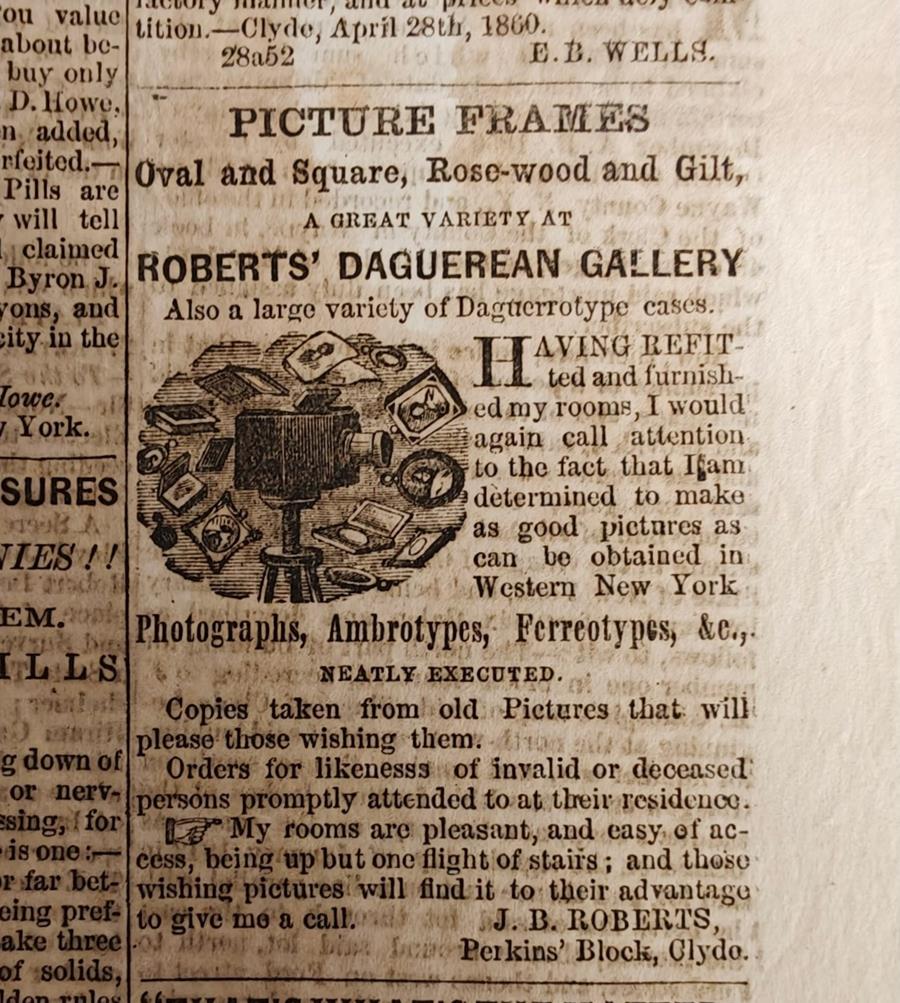 ou value
about be-
buy only
D. Howe,
n added,
rfeited.—
Pills are
will tell
claimed
Byron J.
yons, and
city in the
Howe.
York.
SURES
NIES!!
EM.
ILLS
g down of
or nerv-
ssing, for
is one:—
r far bet-
eing pref-
ake three
of solids,
tition.—Clyde, April 28th, 1860.
28a52 E. B. WELLS.
PICTURE FRAMES
Oval and Square, Rose-wood and Gilt,
A GREAT VARIETY AT
ROBERTS' DAGUEREAN GALLERY
Also a large variety of Daguerrotype cases.
HAVING REFIT-
ted and furnish-
ed my rooms, I would
again call attention
to the fact that I am
determined to make
as good pictures as
can be obtained in
Western New York
Photographs, Ambrotypes, Ferreotypes, &c.,
NEATLY EXECUTED.
Copies taken from old Pictures that will
please those wishing them.
Orders for likenesss of invalid or deceased
persons promptly attended to at their residence.
☞ My rooms are pleasant, and easy of ac-
cess, being up but one flight of stairs; and those
wishing pictures will find it to their advantage
to give me a call. J. B. ROBERTS,
Perkins' Block, Clyde.